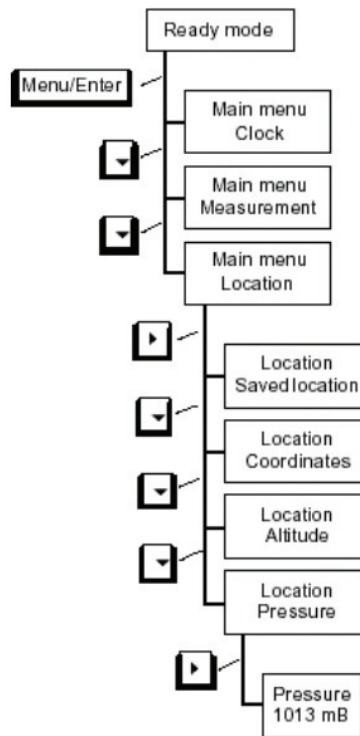 Ready mode
Menu/Enter
Main menu
Clock
Main menu
Measurement
Main menu
Location
Location
Saved location
Location
Coordinates
Location
Altitude
Location
Pressure
Pressure
1013 mB